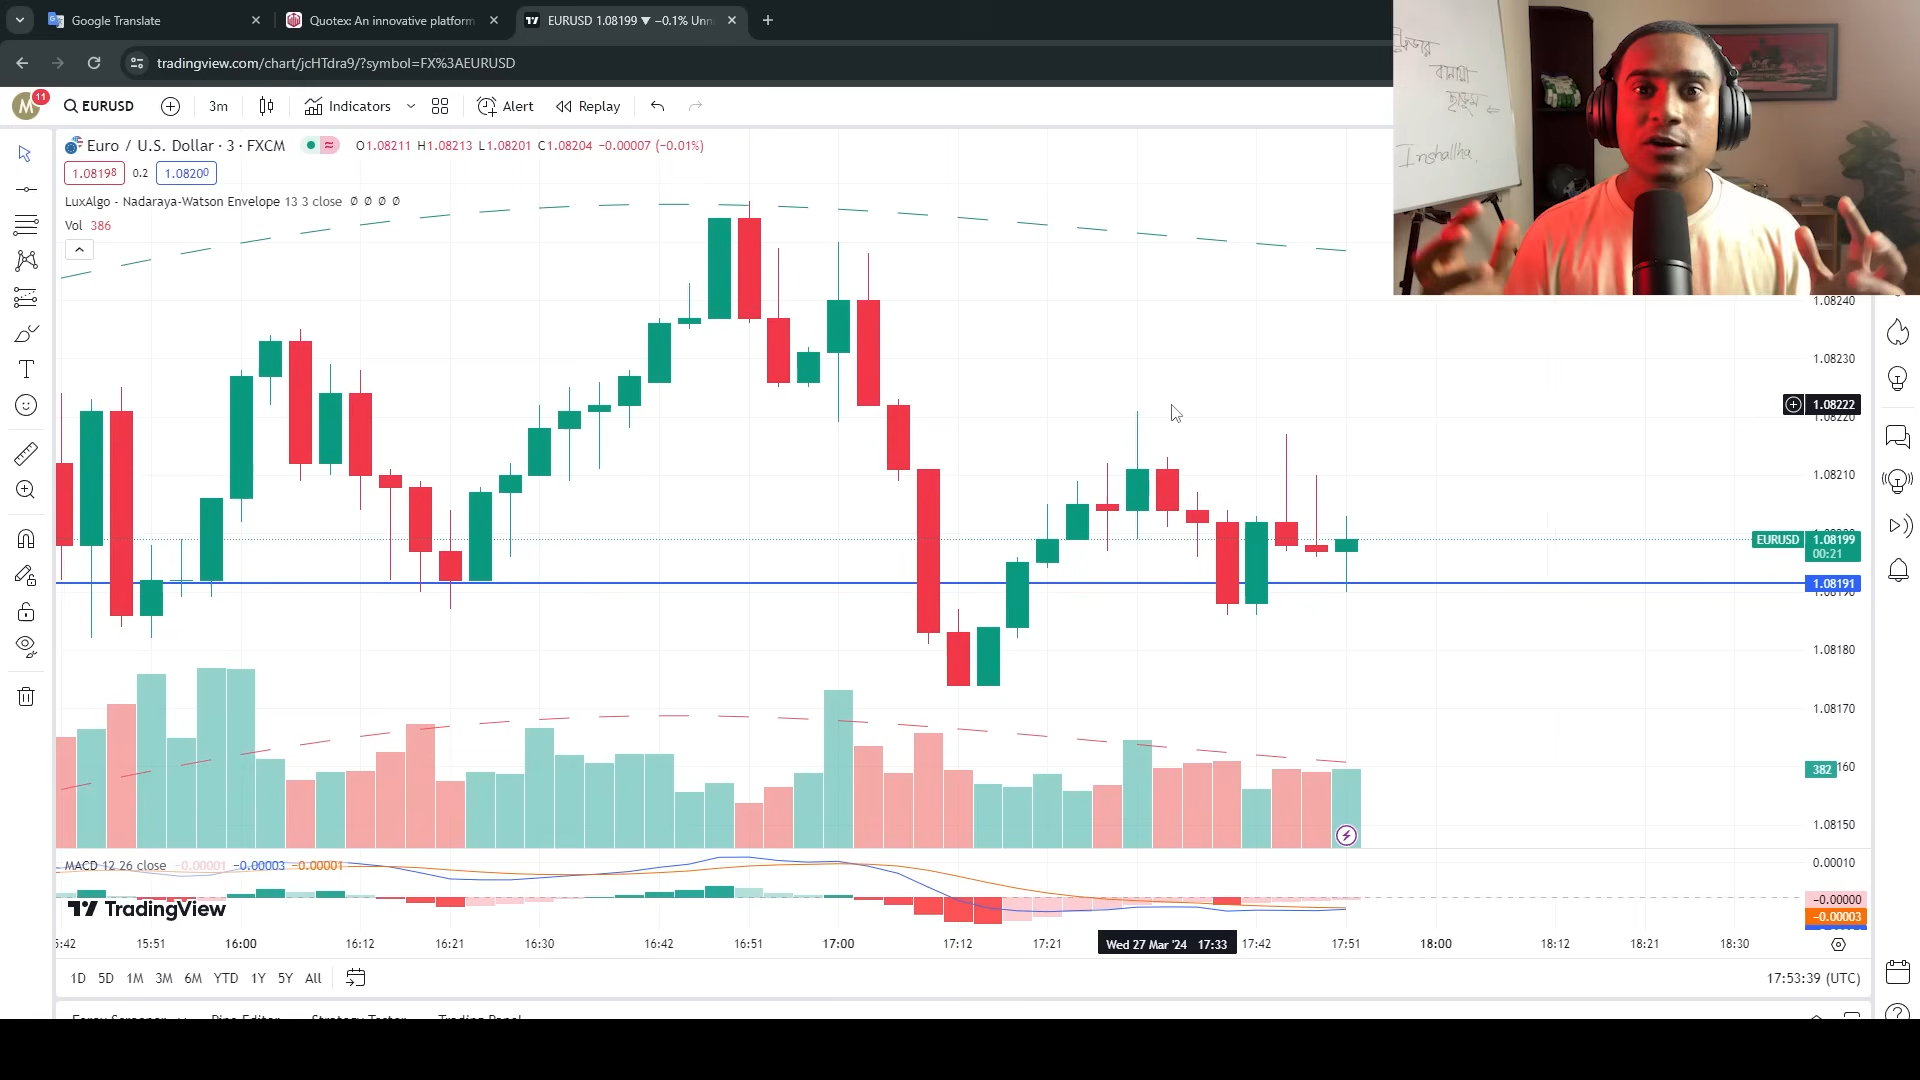 Google Translate
Quotex: An innovative platform
EURUSD 1.08199 ▼ −0.1% Unn
tradingview.com/chart/jcHTdra9/?symbol=FX%3AEURUSD
M 11 EURUSD 3m Indicators Alert Replay
Euro / U.S. Dollar · 3 · FXCM O1.08211 H1.08213 L1.08201 C1.08204 −0.00007 (−0.01%)
1.08198 0.2 1.08200
LuxAlgo - Nadaraya-Watson Envelope 13 3 close Ø Ø Ø Ø
Vol 386
বানামা
Inshallha.
1.08240
1.08230
1.08222
1.08220
1.08210
EURUSD 1.08199
00:21
1.08191
1.08190
1.08180
1.08170
382
1.08150
MACD 12 26 close −0.00001 −0.00003 −0.00001
0.00010
−0.00000
−0.00003
TradingView
15:51 16:00 16:12 16:21 16:30 16:42 16:51 17:00 17:12 17:21 Wed 27 Mar '24 17:33 17:42 17:51 18:00 18:12 18:21 18:30
1D 5D 1M 3M 6M YTD 1Y 5Y All
17:53:39 (UTC)
Forex Screener Pine Editor Strategy Tester Trading Panel